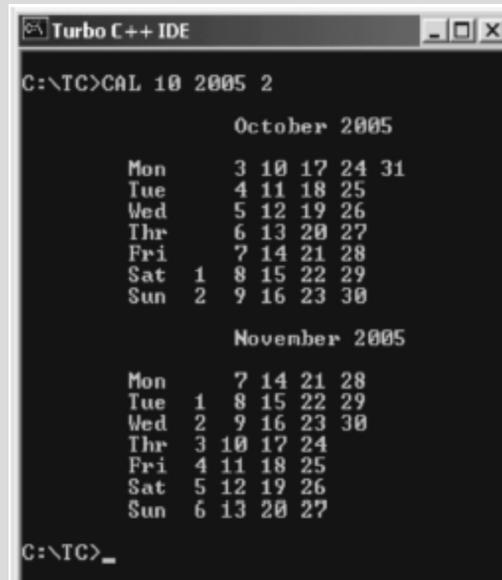 Turbo C++ IDE
C:\TC>CAL 10 2005 2
October 2005
Mon 3 10 17 24 31
Tue 4 11 18 25
Wed 5 12 19 26
Thr 6 13 20 27
Fri 7 14 21 28
Sat 1 8 15 22 29
Sun 2 9 16 23 30
November 2005
Mon 7 14 21 28
Tue 1 8 15 22 29
Wed 2 9 16 23 30
Thr 3 10 17 24
Fri 4 11 18 25
Sat 5 12 19 26
Sun 6 13 20 27
C:\TC>_